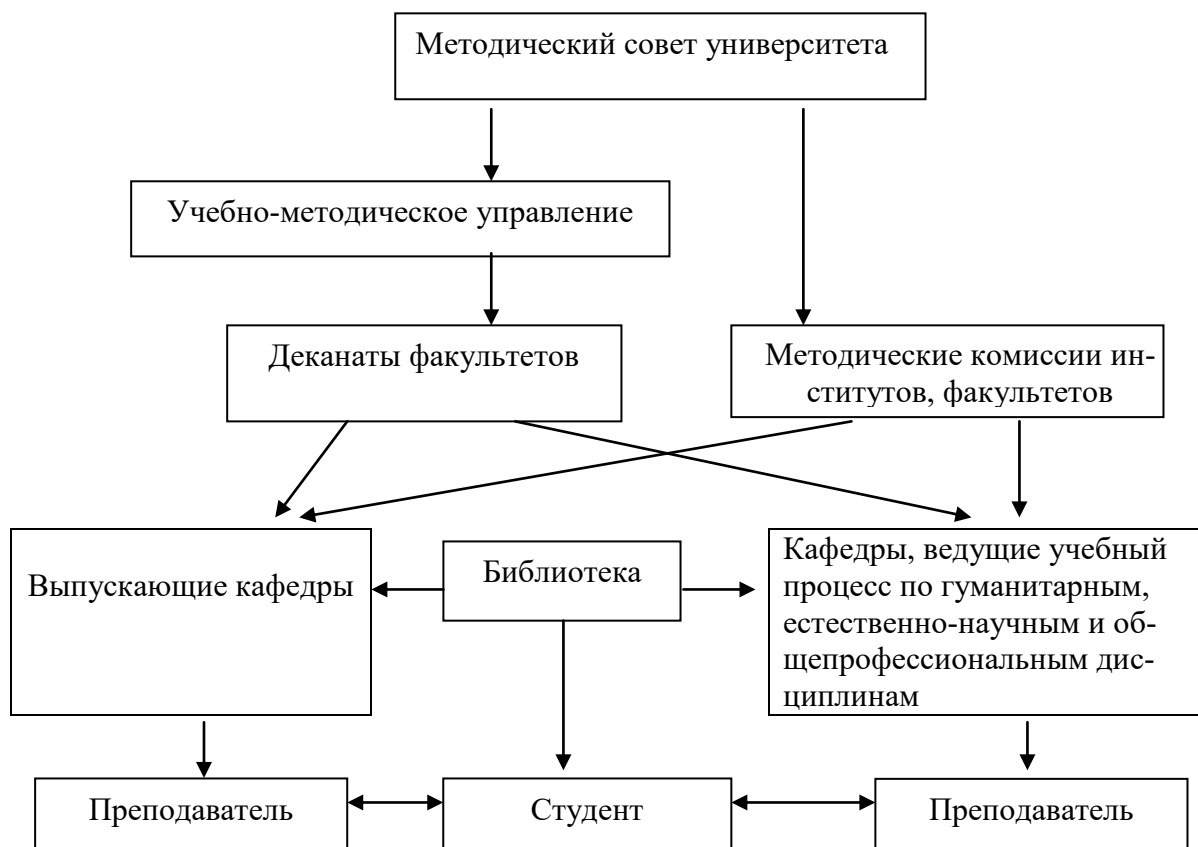 Методический совет университета
Учебно-методическое управление
Деканаты факультетов
Методические комиссии ин-
ститутов, факультетов
Выпускающие кафедры
Библиотека
Кафедры, ведущие учебный
процесс по гуманитарным,
естественно-научным и об-
щепрофессиональным дис-
циплинам
Преподаватель
Студент
Преподаватель